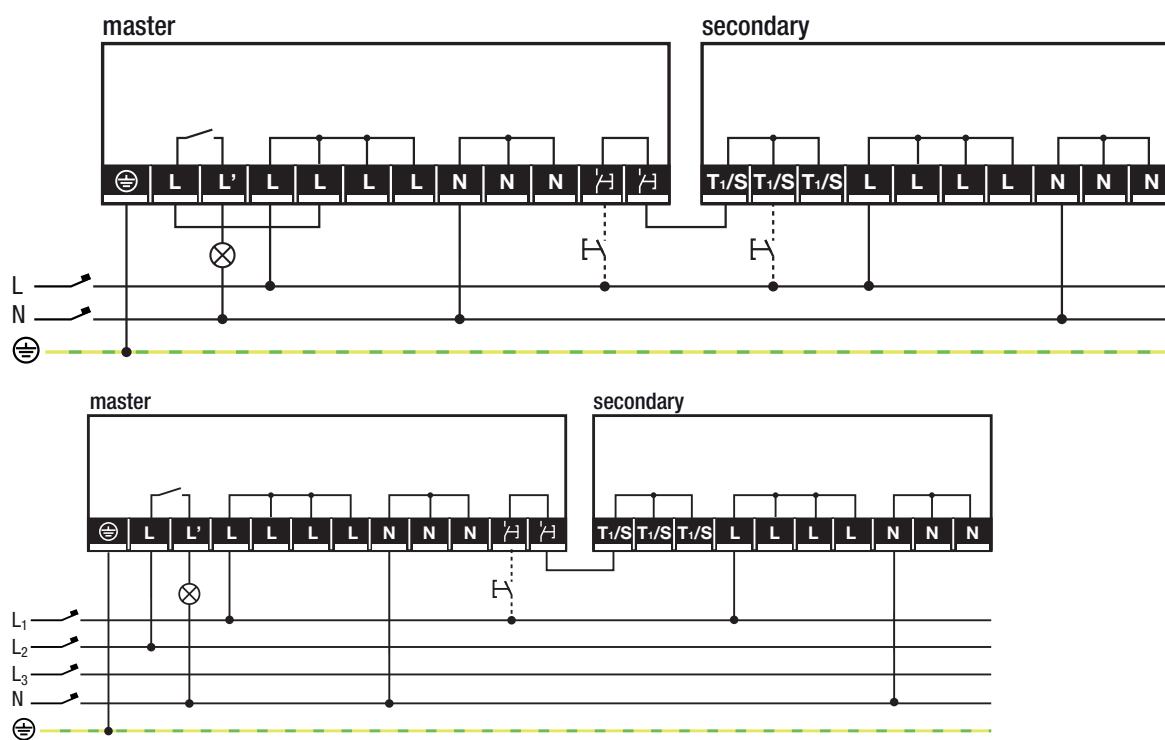 master secondary
L L' L L L L N N N T₁/S T₁/S T₁/S L L L L N N N
L
N
master secondary
L L' L L L L N N N T₁/S T₁/S T₁/S L L L L N N N
L₁
L₂
L₃
N